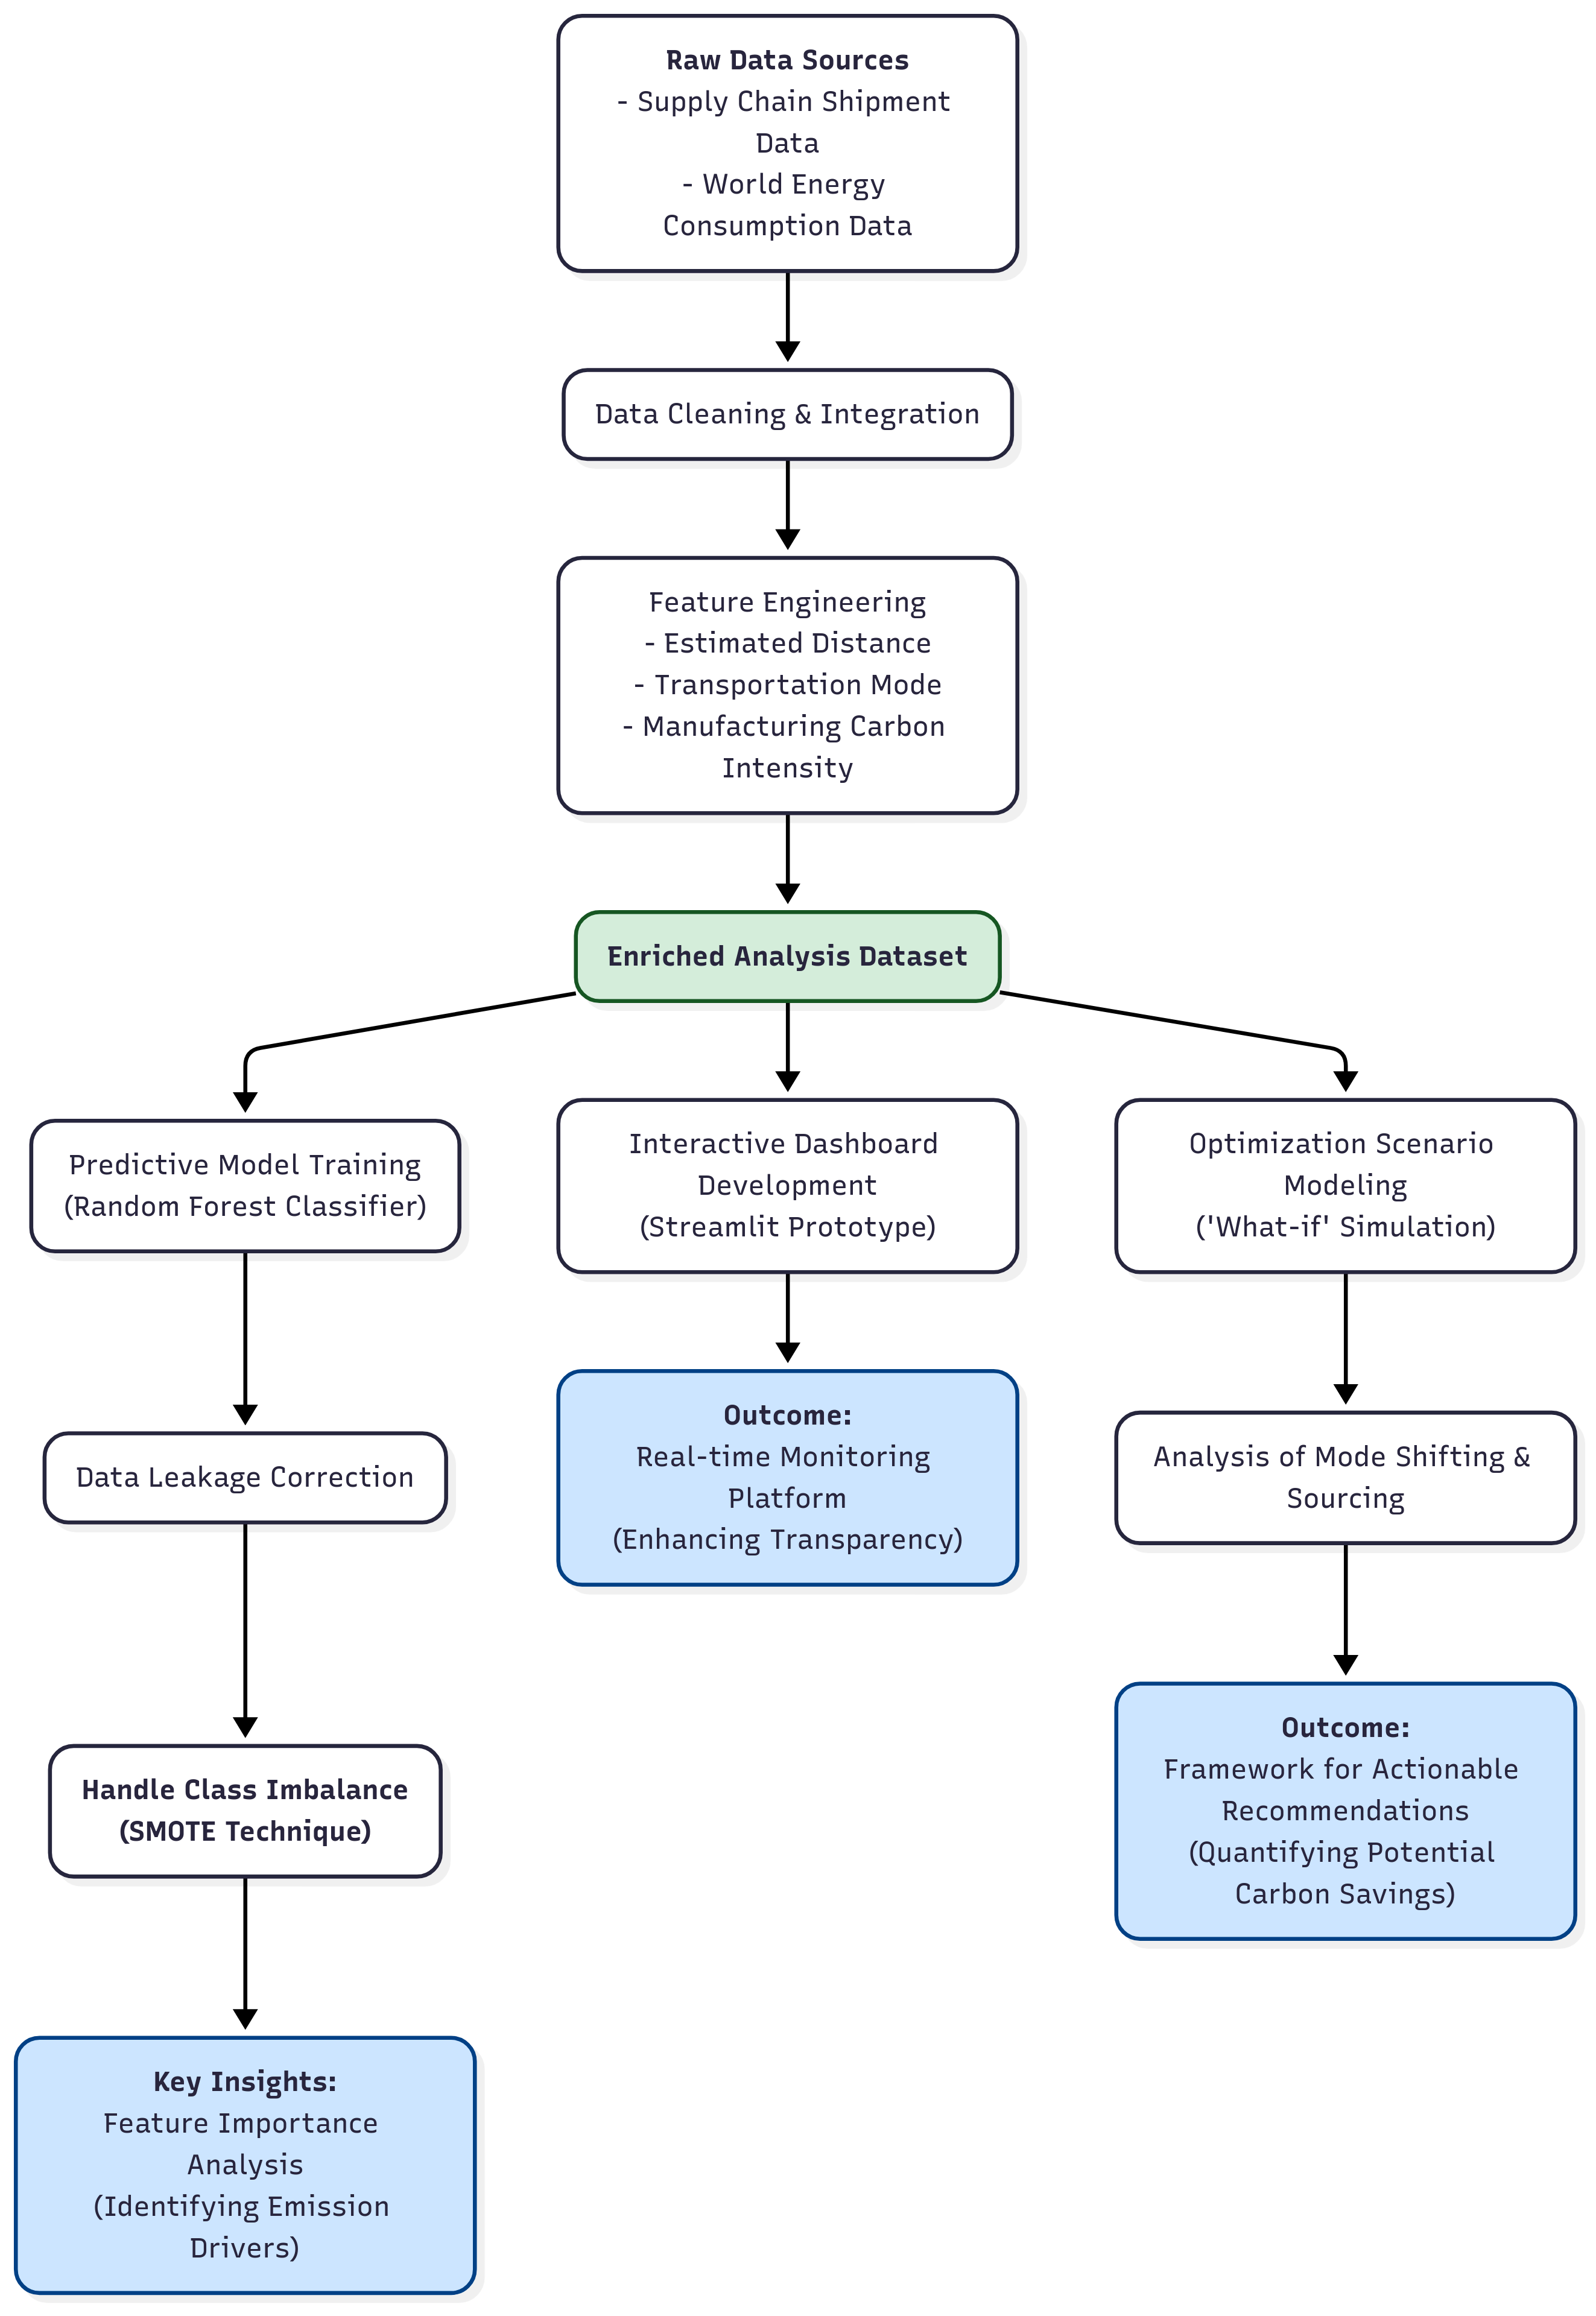 Raw Data Sources
- Supply Chain Shipment
Data
- World Energy
Consumption Data
Data Cleaning & Integration
Feature Engineering
- Estimated Distance
- Transportation Mode
- Manufacturing Carbon
Intensity
Enriched Analysis Dataset
Predictive Model Training
(Random Forest Classifier)
Data Leakage Correction
Handle Class Imbalance
(SMOTE Technique)
Key Insights:
Feature Importance
Analysis
(Identifying Emission
Drivers)
Interactive Dashboard
Development
(Streamlit Prototype)
Outcome:
Real-time Monitoring
Platform
(Enhancing Transparency)
Optimization Scenario
Modeling
('What-if' Simulation)
Analysis of Mode Shifting &
Sourcing
Outcome:
Framework for Actionable
Recommendations
(Quantifying Potential
Carbon Savings)